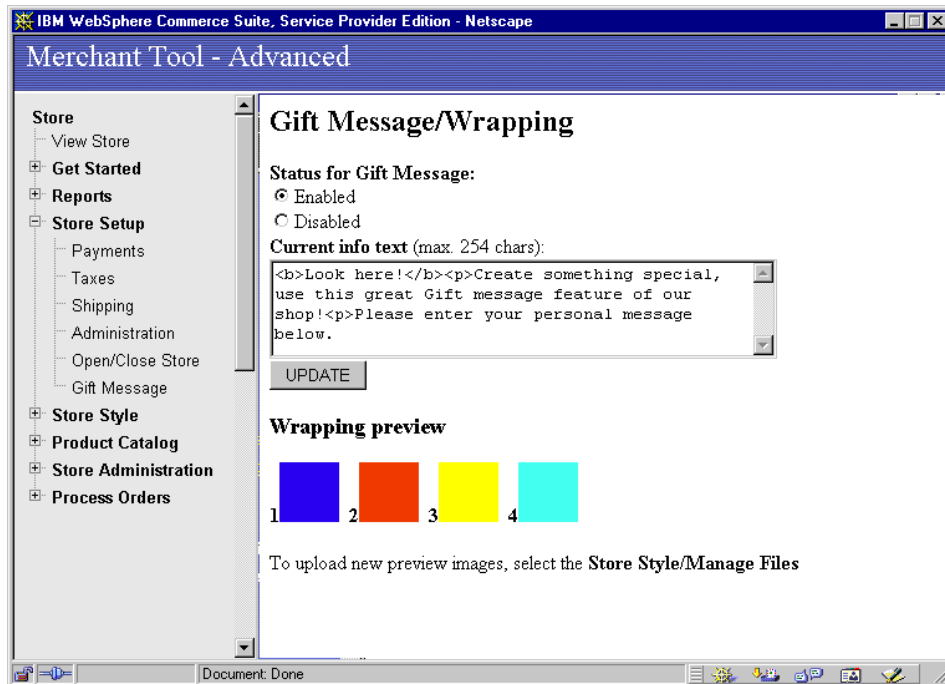 IBM WebSphere Commerce Suite, Service Provider Edition - Netscape
Merchant Tool - Advanced
Store
View Store
Get Started
Reports
Store Setup
Payments
Taxes
Shipping
Administration
Open/Close Store
Gift Message
Store Style
Product Catalog
Store Administration
Process Orders
Gift Message/Wrapping
Status for Gift Message:
Enabled
Disabled
Current info text (max. 254 chars):
<b>Look here!</b><p>Create something special,
use this great Gift message feature of our
shop!<p>Please enter your personal message
below.
UPDATE
Wrapping preview
1 2 3 4
To upload new preview images, select the Store Style/Manage Files
Document: Done